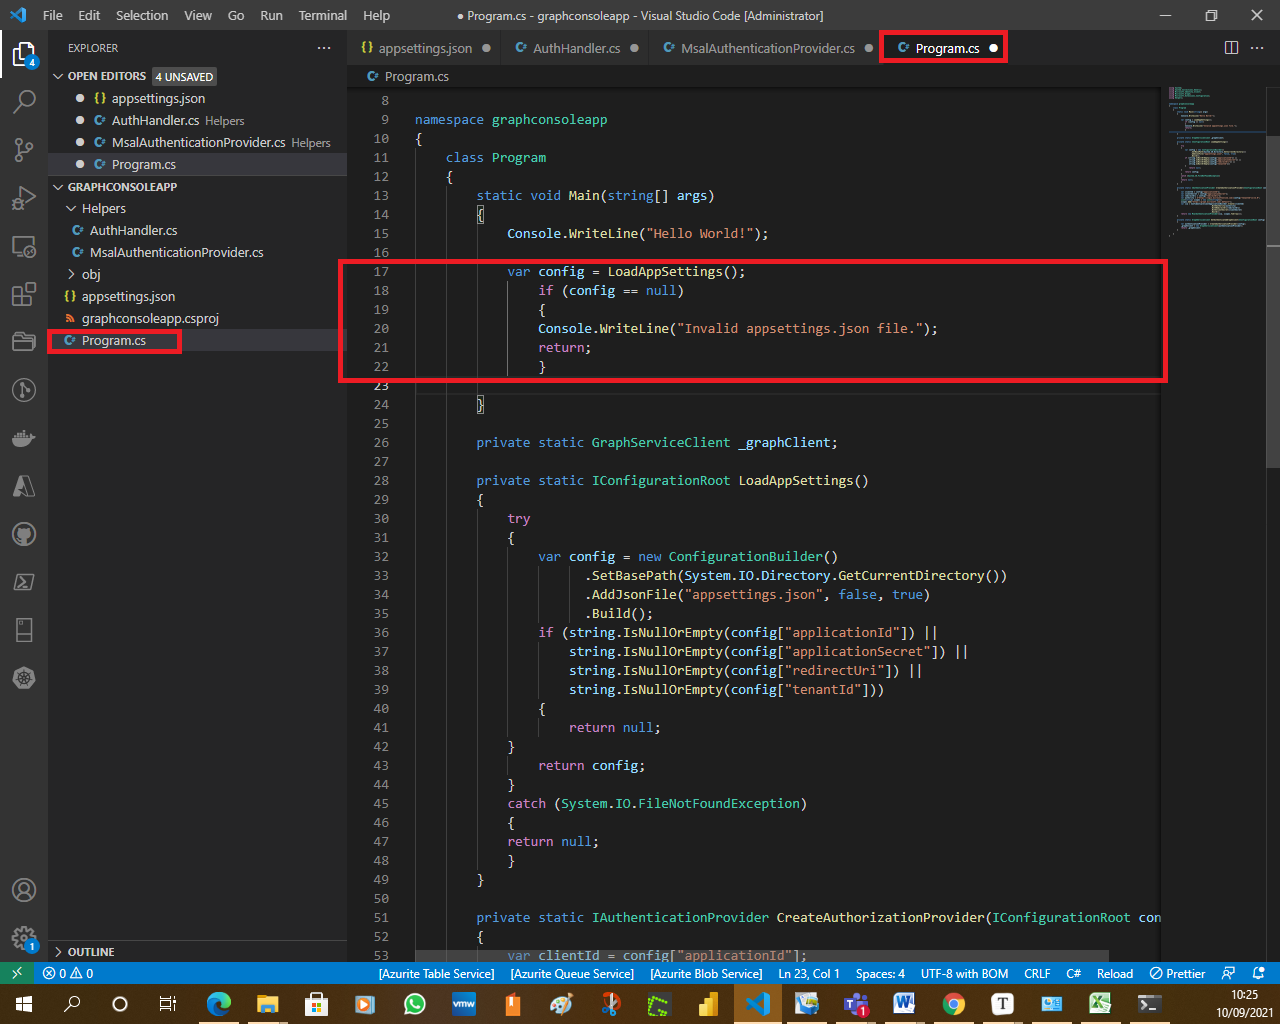 File Edit Selection View Go Run Terminal Help
● Program.cs - graphconsoleapp - Visual Studio Code [Administrator]
EXPLORER
OPEN EDITORS 4 UNSAVED
{} appsettings.json
C# AuthHandler.cs Helpers
C# MsalAuthenticationProvider.cs Helpers
C# Program.cs
GRAPHCONSOLEAPP
Helpers
C# AuthHandler.cs
C# MsalAuthenticationProvider.cs
obj
{} appsettings.json
graphconsoleapp.csproj
C# Program.cs
OUTLINE
4
1
{} appsettings.json ●
C# AuthHandler.cs ●
C# MsalAuthenticationProvider.cs ●
C# Program.cs ●
C# Program.cs
8
9 namespace graphconsoleapp
10 {
11 class Program
12 {
13 static void Main(string[] args)
14 {
15 Console.WriteLine("Hello World!");
16
17 var config = LoadAppSettings();
18 if (config == null)
19 {
20 Console.WriteLine("Invalid appsettings.json file.");
21 return;
22 }
23
24 }
25
26 private static GraphServiceClient _graphClient;
27
28 private static IConfigurationRoot LoadAppSettings()
29 {
30 try
31 {
32 var config = new ConfigurationBuilder()
33 .SetBasePath(System.IO.Directory.GetCurrentDirectory())
34 .AddJsonFile("appsettings.json", false, true)
35 .Build();
36 if (string.IsNullOrEmpty(config["applicationId"]) ||
37 string.IsNullOrEmpty(config["applicationSecret"]) ||
38 string.IsNullOrEmpty(config["redirectUri"]) ||
39 string.IsNullOrEmpty(config["tenantId"]))
40 {
41 return null;
42 }
43 return config;
44 }
45 catch (System.IO.FileNotFoundException)
46 {
47 return null;
48 }
49 }
50
51 private static IAuthenticationProvider CreateAuthorizationProvider(IConfigurationRoot con
52 {
53 var clientId = config["applicationId"];
0 0 [Azurite Table Service] [Azurite Queue Service] [Azurite Blob Service] Ln 23, Col 1 Spaces: 4 UTF-8 with BOM CRLF C# Reload Prettier
vmw
1
T
10:25
10/09/2021